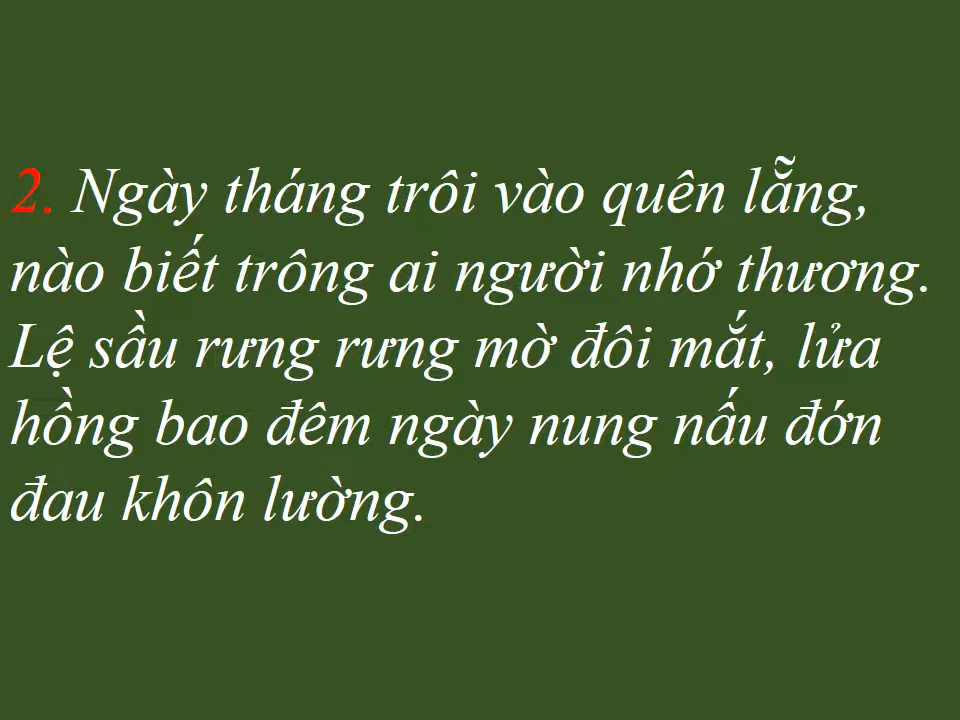 2. Ngày tháng trôi vào quên lẵng,
nào biết trông ai người nhớ thương.
Lệ sầu rưng rưng mờ đôi mắt, lửa
hồng bao đêm ngày nung nấu đớn
đau khôn lường.